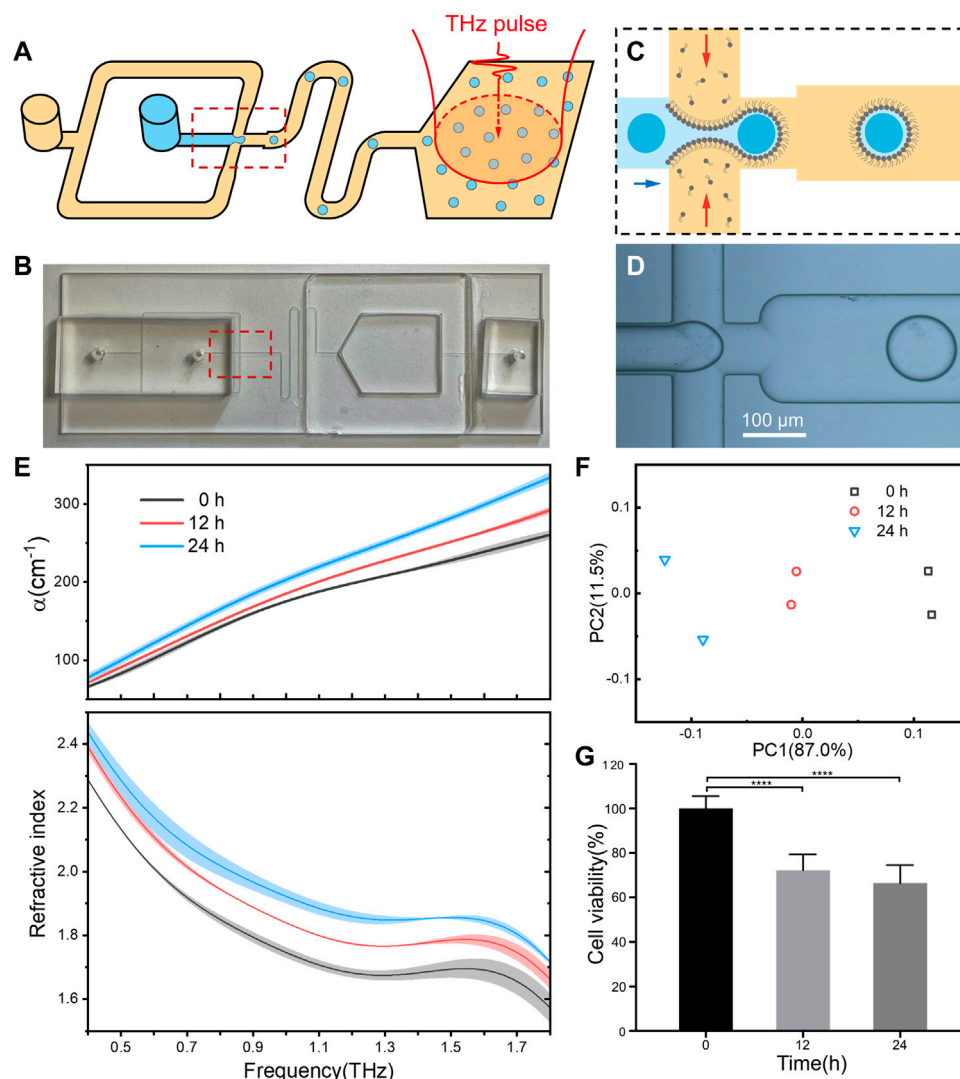 A
THz pulse
C
B
D
100 μm
E
0 h
12 h
24 h
α(cm⁻¹)
300
200
100
Refractive index
2.4
2.2
2.0
1.8
1.6
0.5 0.7 0.9 1.1 1.3 1.5 1.7
Frequency(THz)
F
0 h
12 h
24 h
PC2(11.5%)
0.1
0.0
-0.1
-0.1 0.0 0.1
PC1(87.0%)
G
****
****
Cell viability(%)
120
100
80
60
40
20
0
0 12 24
Time(h)